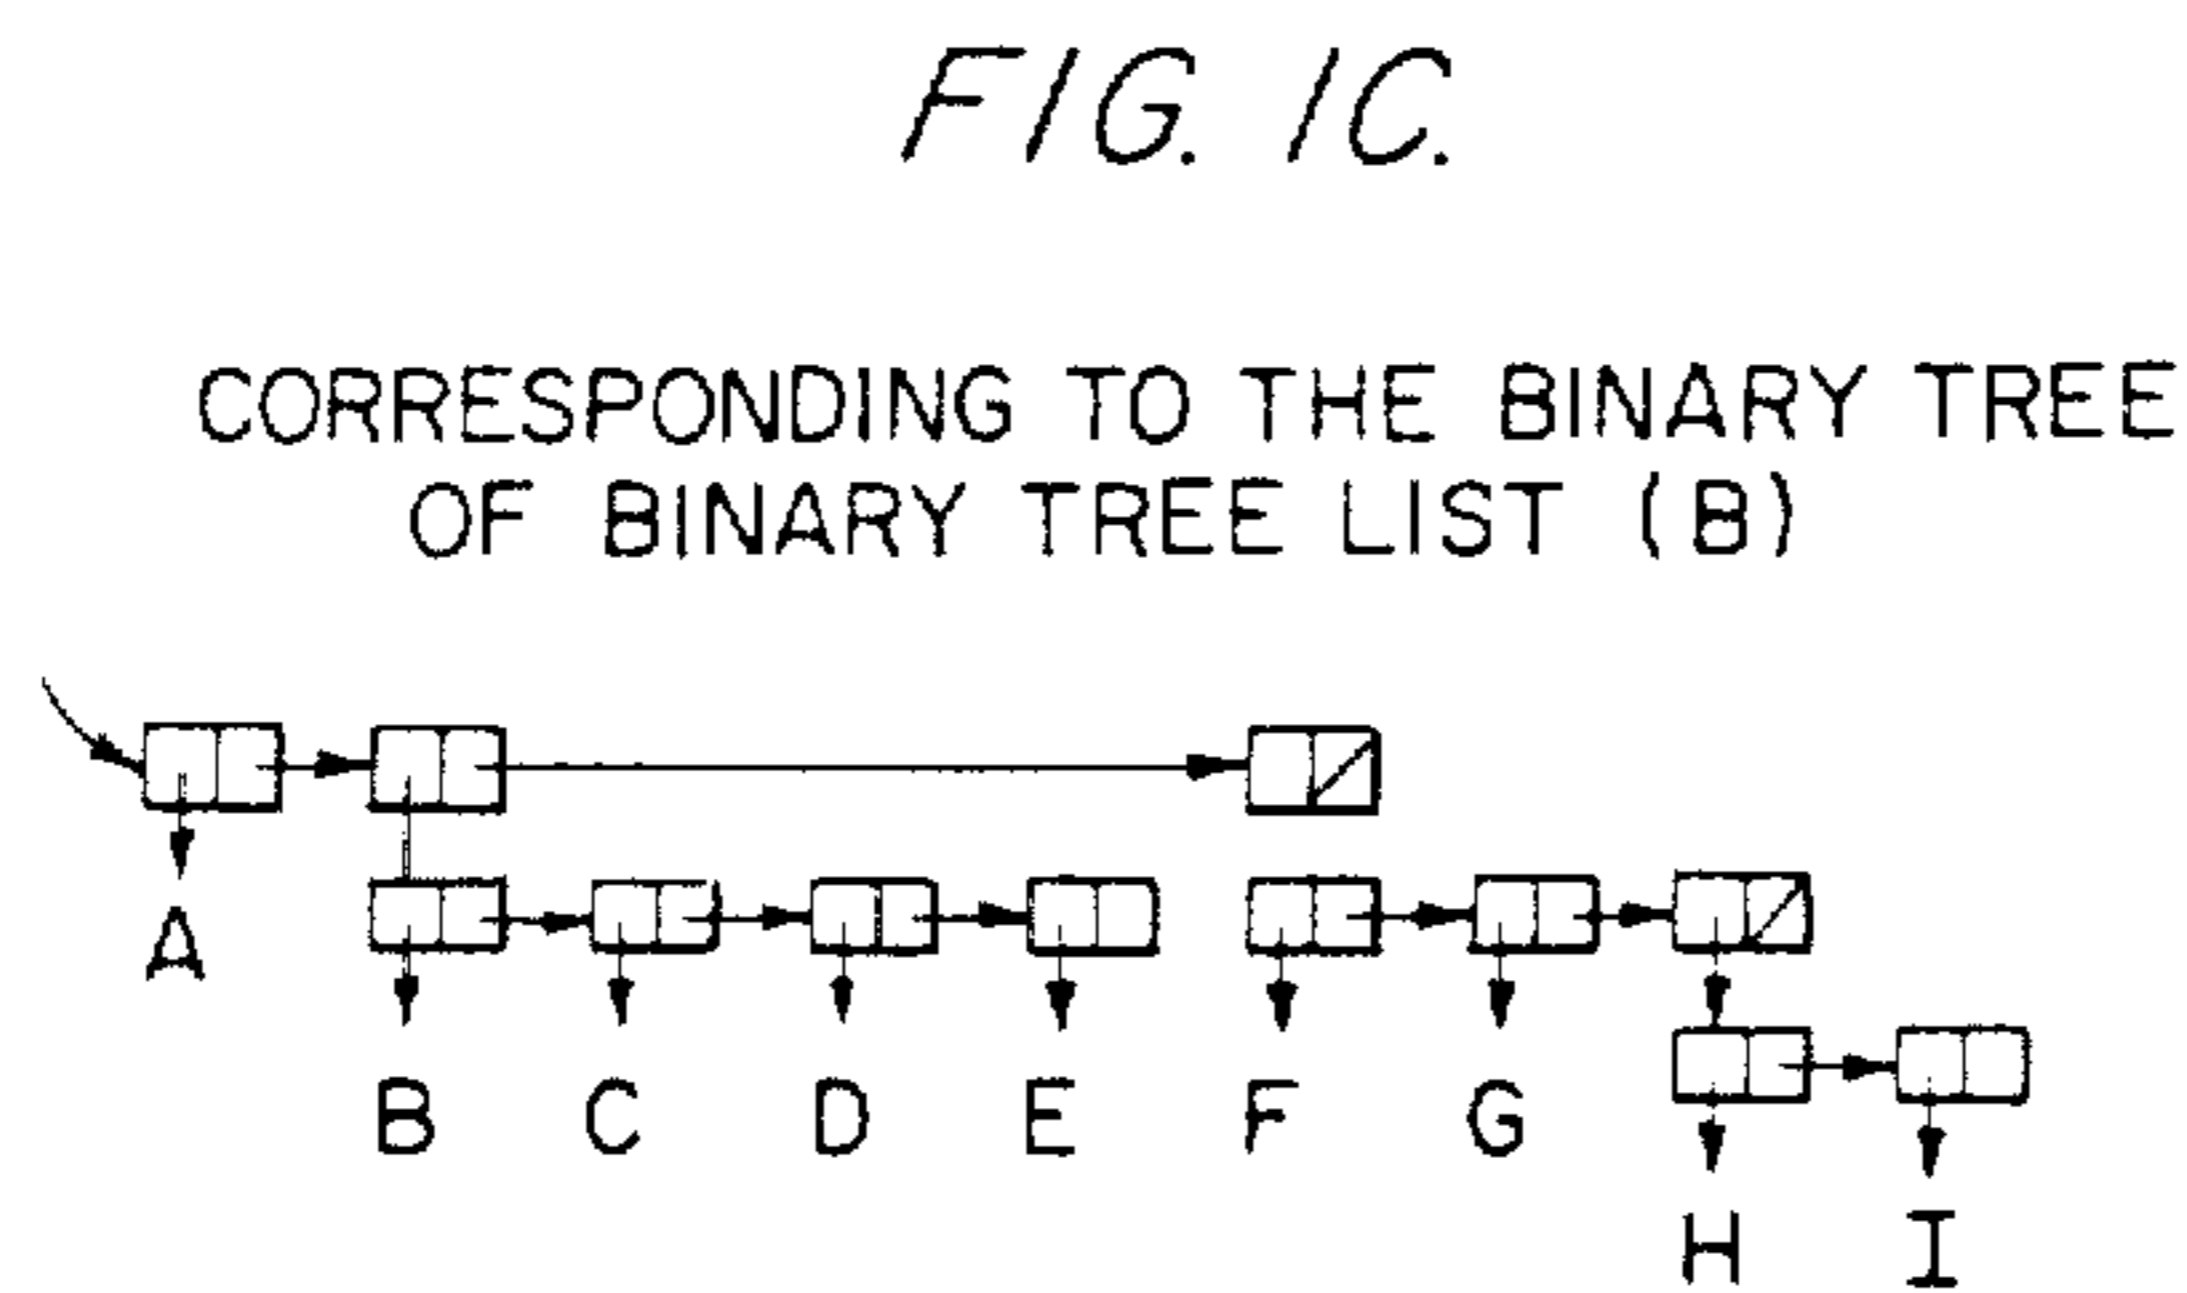 FIG. 1C.
CORRESPONDING TO THE BINARY TREE
OF BINARY TREE LIST (B)
A
B C D E F G
H I